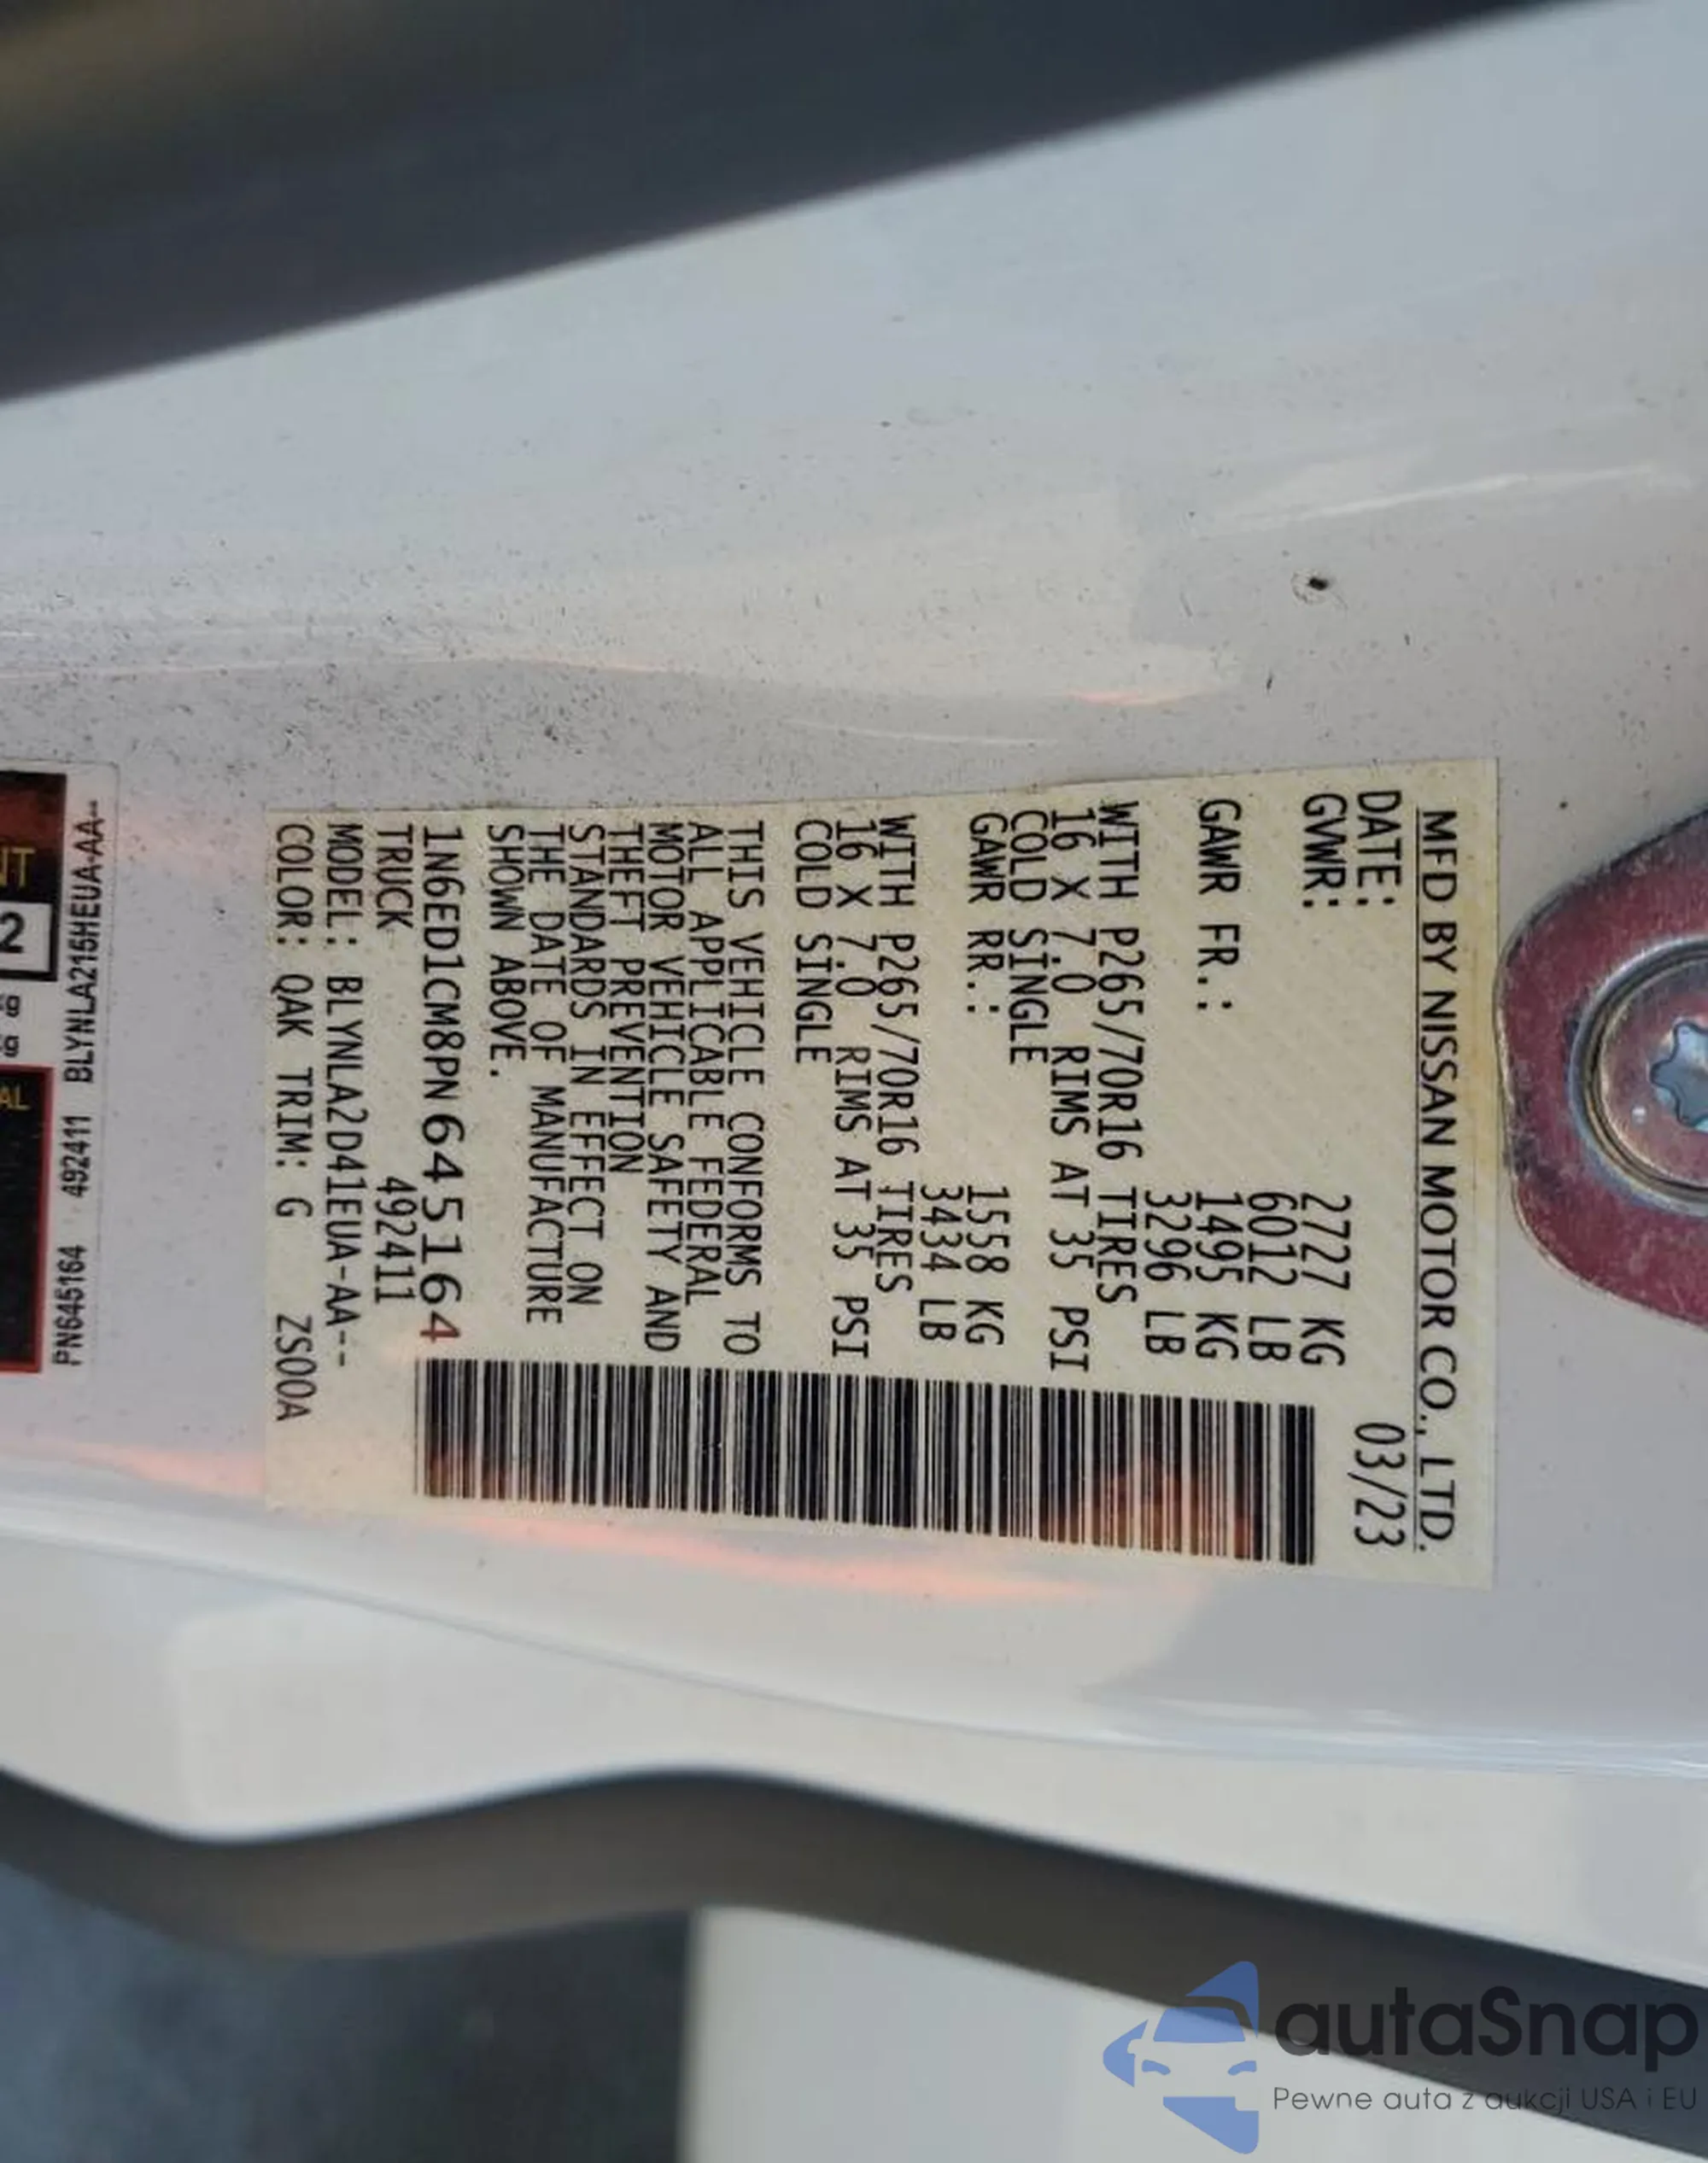 MFD BY NISSAN MOTOR CO., LTD.
DATE: 03/23
GVWR: 2727 KG
6012 LB
GAWR FR.: 1495 KG
3296 LB
WITH P265/70R16 TIRES
16 X 7.0 RIMS AT 35 PSI
COLD SINGLE
GAWR RR.: 1558 KG
3434 LB
WITH P265/70R16 TIRES
16 X 7.0 RIMS AT 35 PSI
COLD SINGLE
THIS VEHICLE CONFORMS TO
ALL APPLICABLE FEDERAL
MOTOR VEHICLE SAFETY AND
THEFT PREVENTION
STANDARDS IN EFFECT ON
THE DATE OF MANUFACTURE
SHOWN ABOVE.
1N6ED1CM8PN645164
TRUCK 492411
MODEL: BLYNLA2D41EUA-AA--
COLOR: QAK TRIM: G ZS00A
NT
2
AL
BLYNLA215HEUA-AA-- 492411 PN645164
autaSnap
Pewne auta z aukcji USA i EU